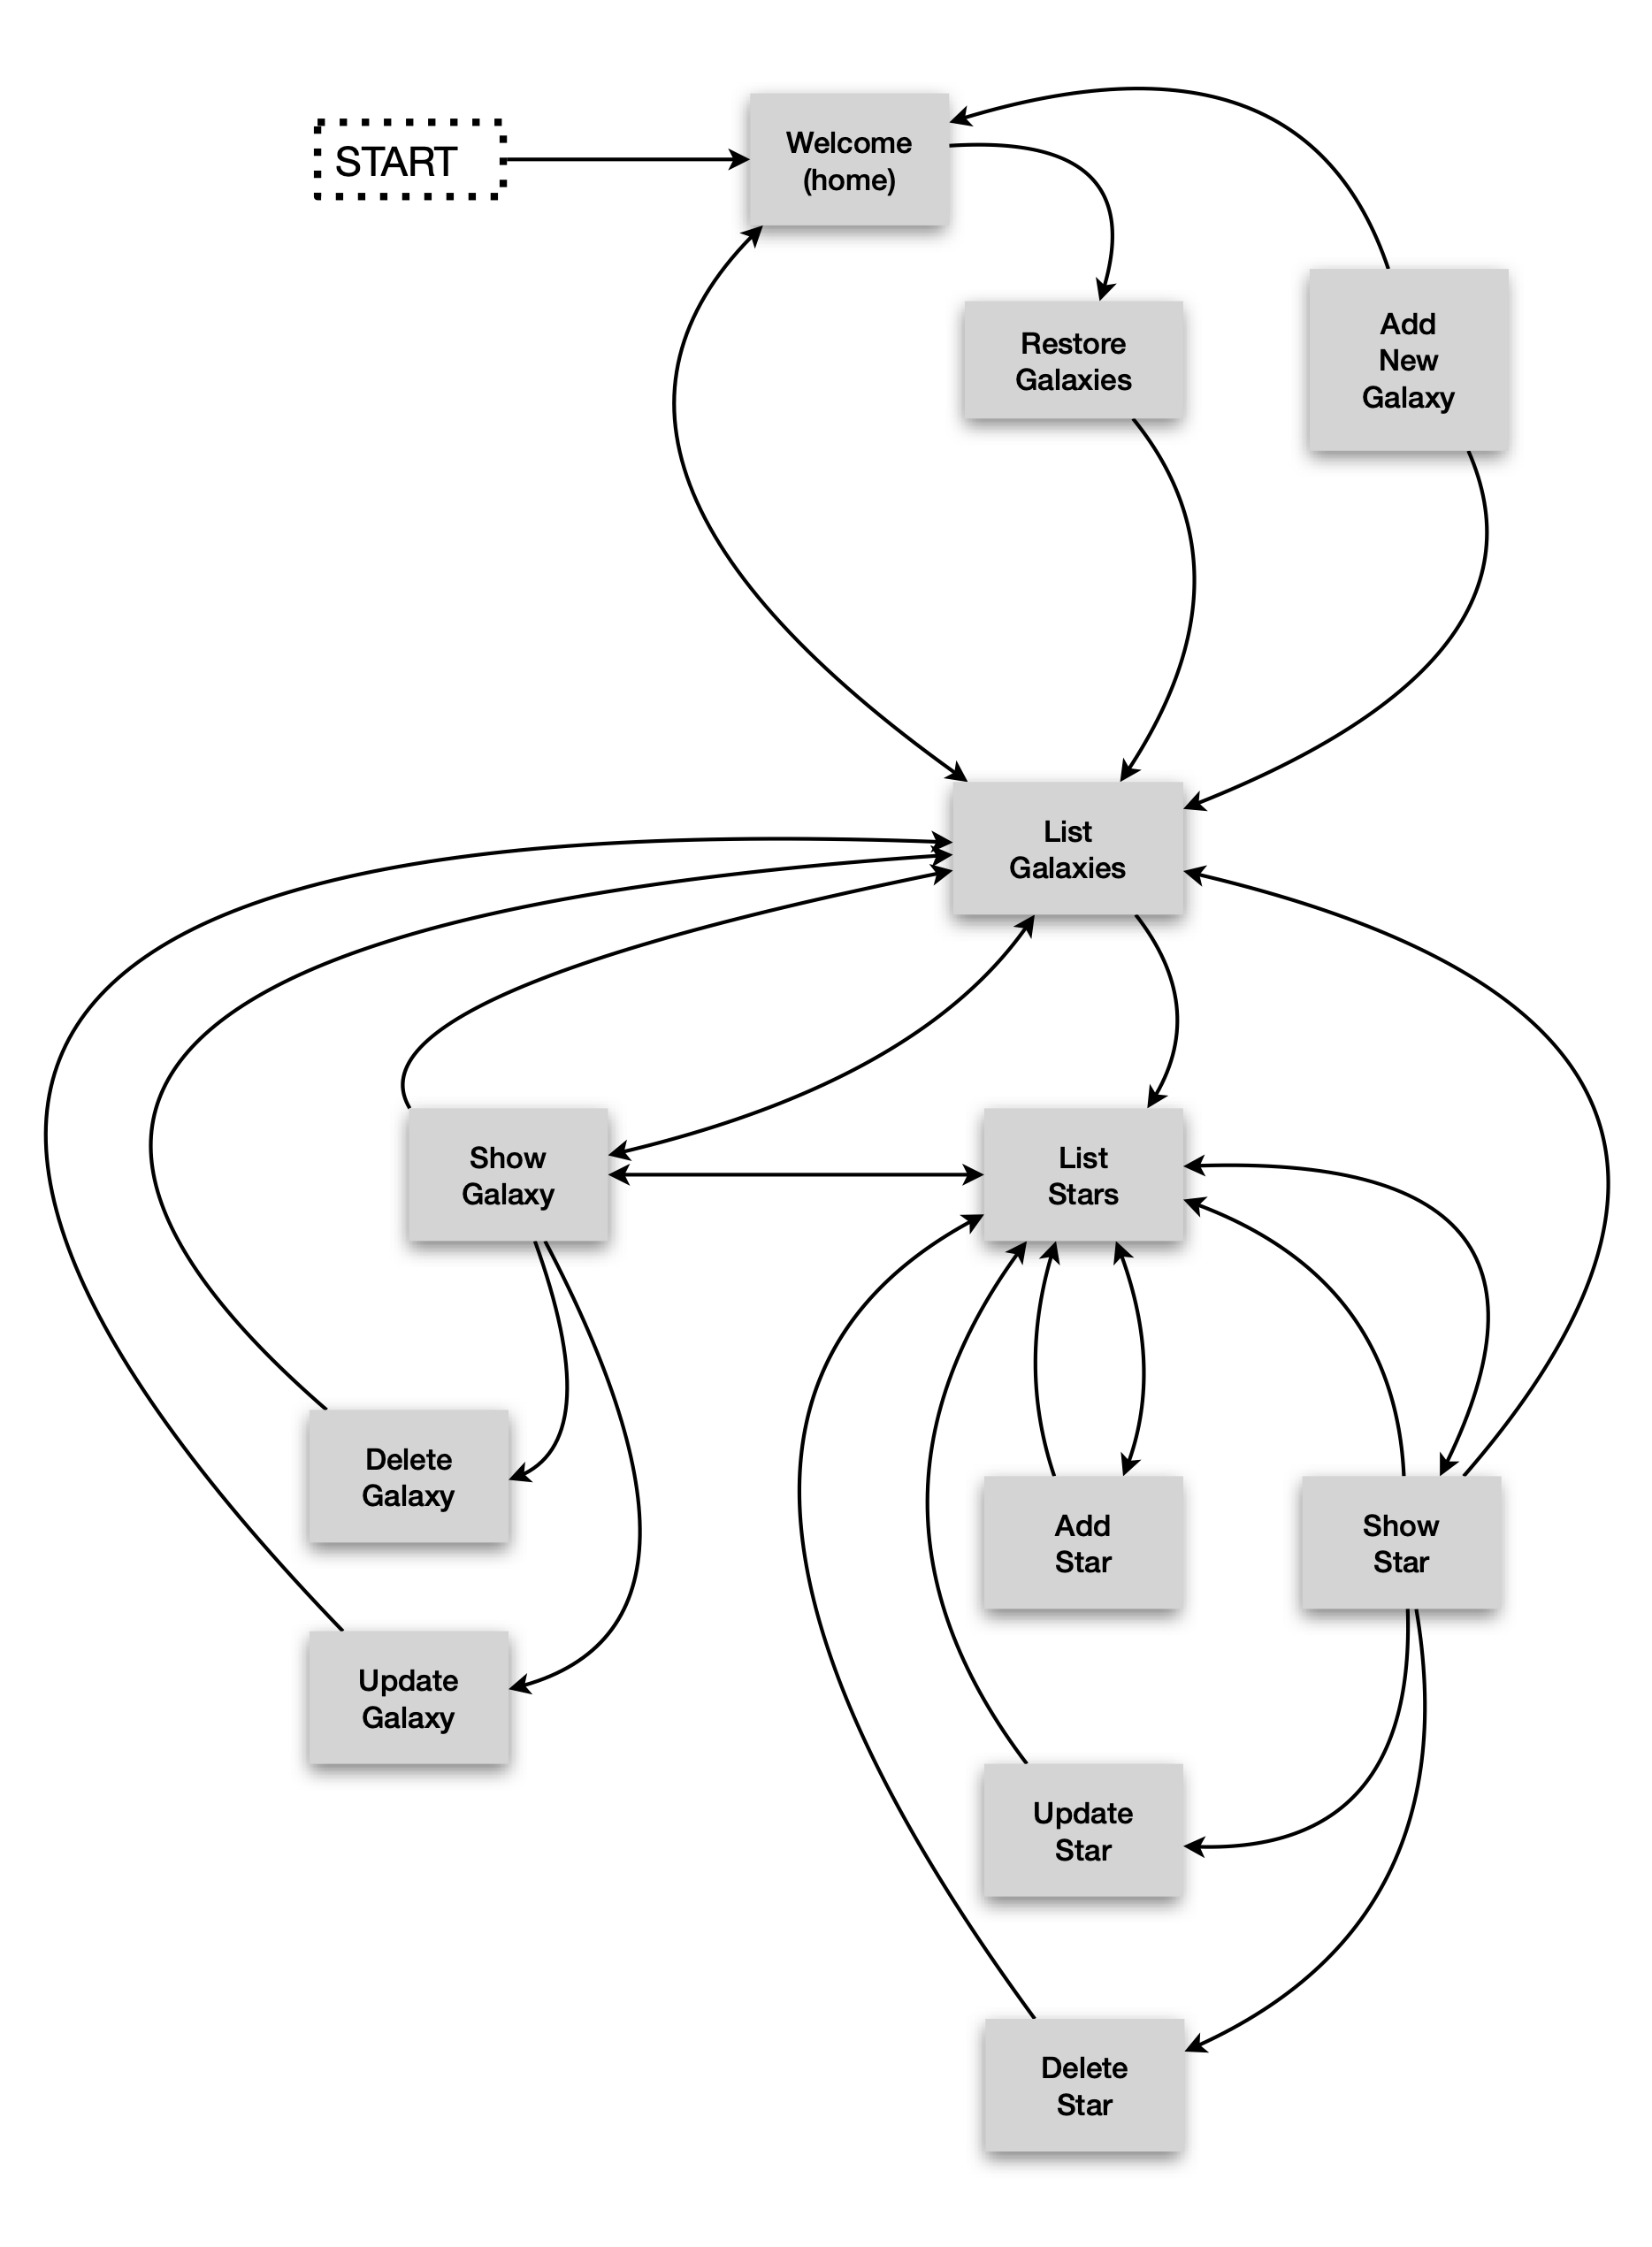 START
Welcome
(home)
Restore
Galaxies
Add
New
Galaxy
List
Galaxies
Show
Galaxy
List
Stars
Delete
Galaxy
Add
Star
Show
Star
Update
Galaxy
Update
Star
Delete
Star